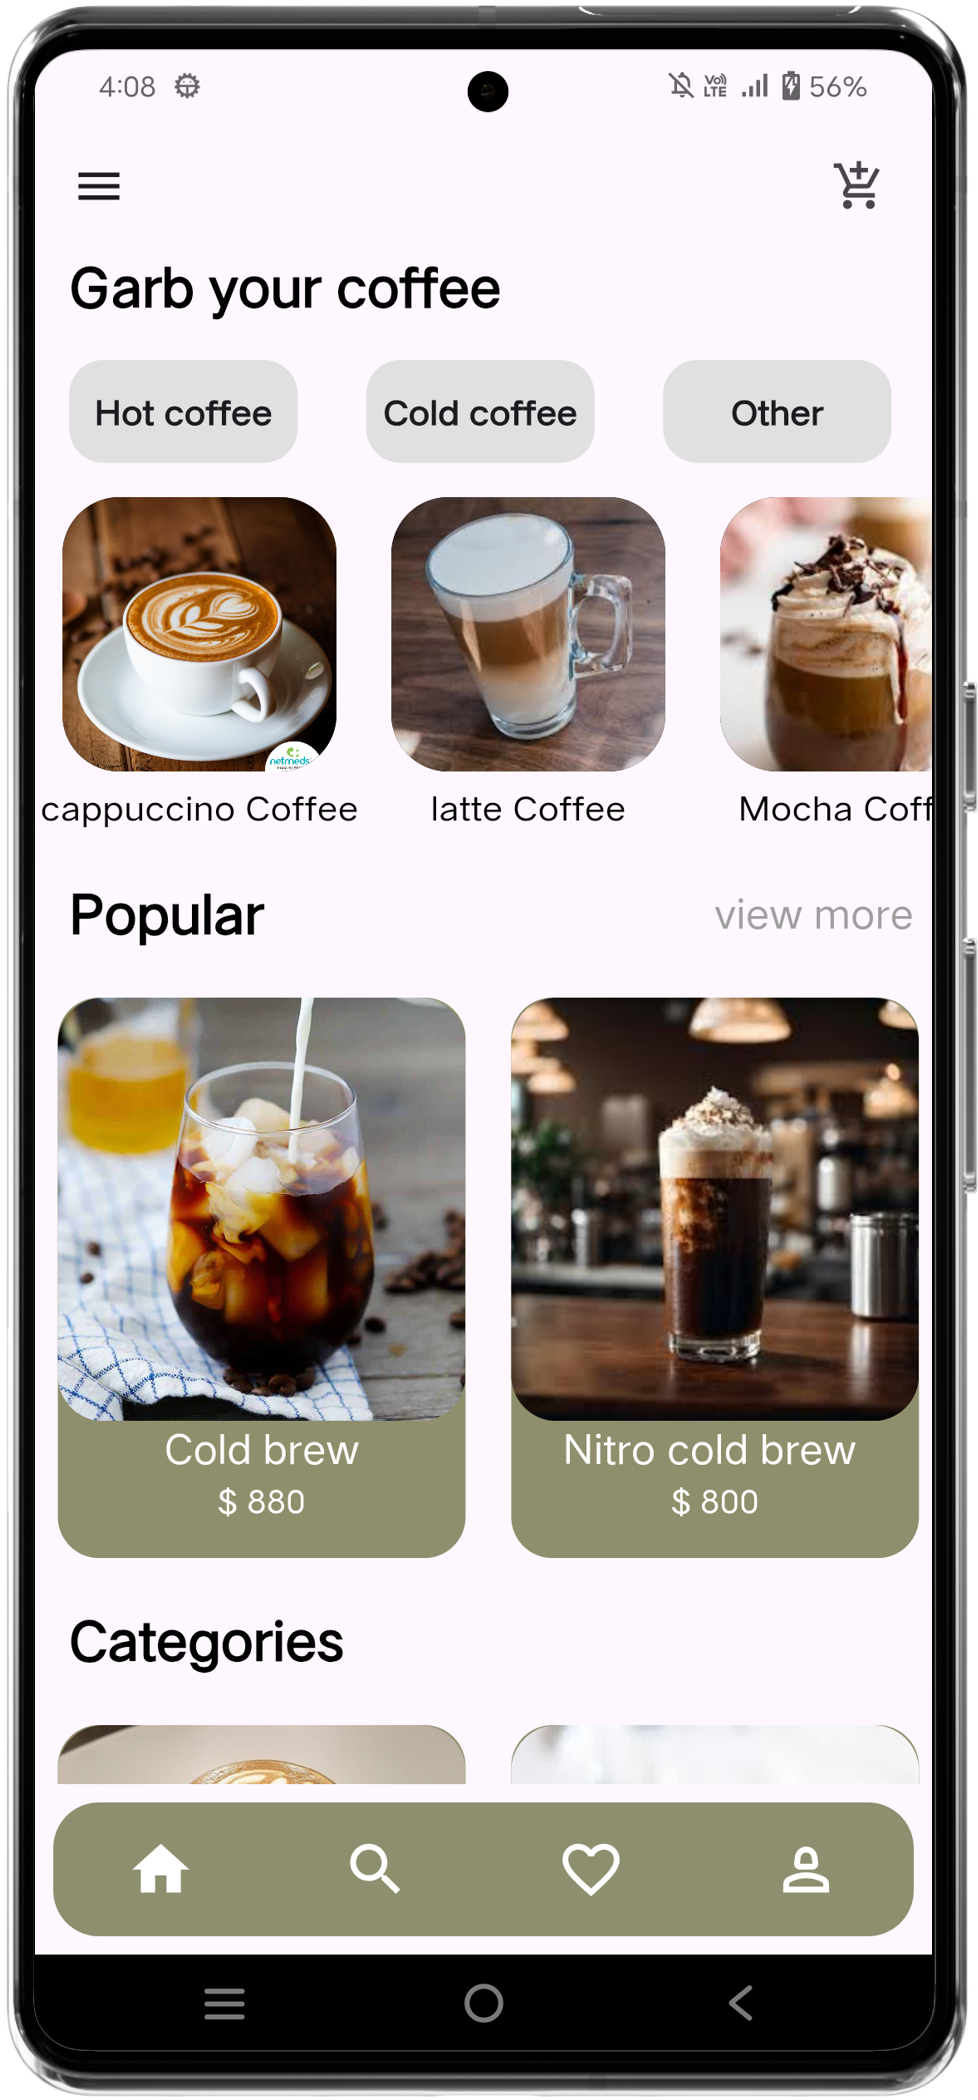 4:08
Vo) LTE 56%
Garb your coffee
Hot coffee
Cold coffee
Other
netmeds
cappuccino Coffee
latte Coffee
Mocha Coff
Popular
view more
Cold brew
$ 880
Nitro cold brew
$ 800
Categories